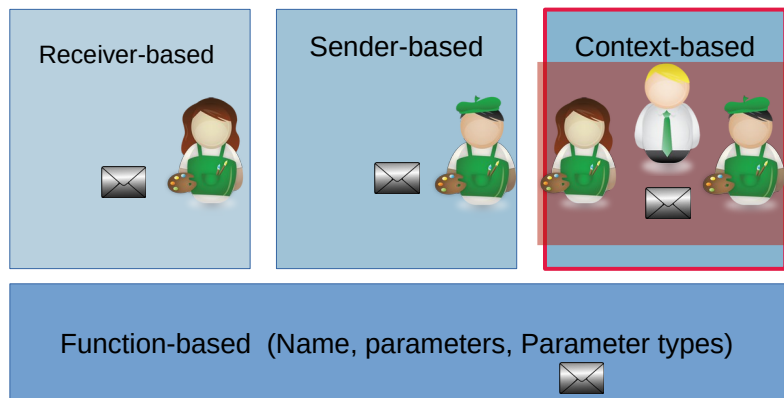 Receiver-based
Sender-based
Context-based
Function-based (Name, parameters, Parameter types)